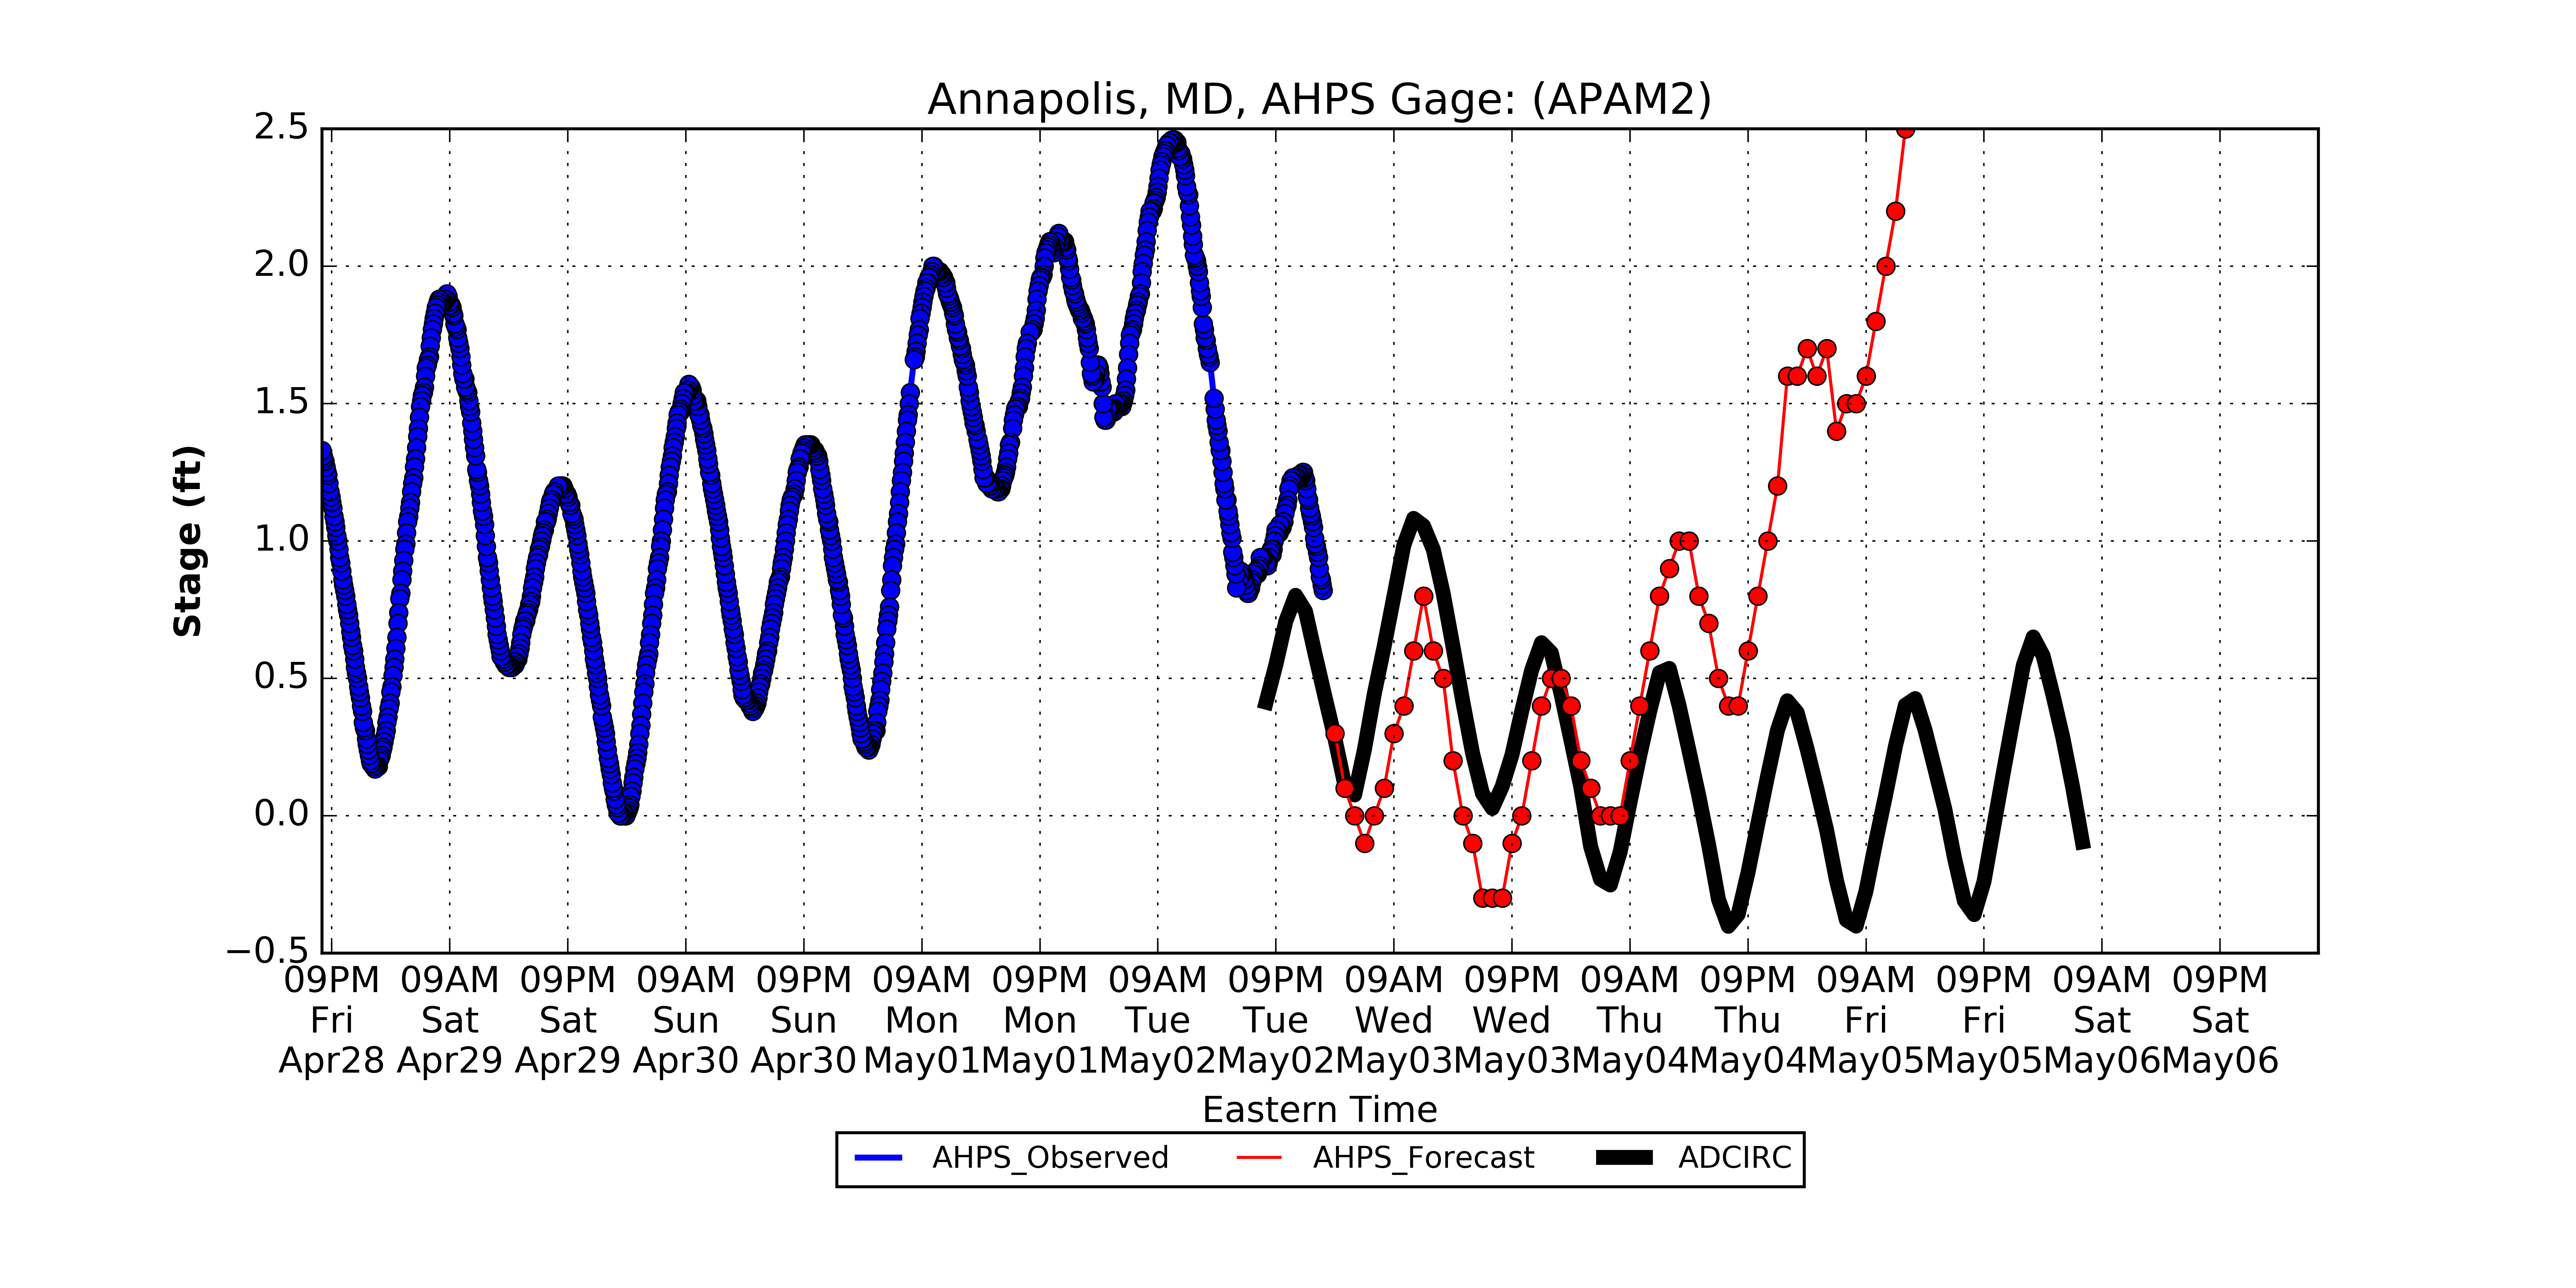 Annapolis, MD, AHPS Gage: (APAM2)
2.5
2.0
1.5
1.0
0.5
0.0
−0.5
Stage (ft)
09PM 09AM 09PM 09AM 09PM 09AM 09PM 09AM 09PM 09AM 09PM 09AM 09PM 09AM 09PM 09AM 09PM
Fri Sat Sat Sun Sun Mon Mon Tue Tue Wed Wed Thu Thu Fri Fri Sat Sat
Apr28 Apr29 Apr29 Apr30 Apr30 May01 May01 May02 May02 May03 May03 May04 May04 May05 May05 May06 May06
Eastern Time
AHPS_Observed AHPS_Forecast ADCIRC